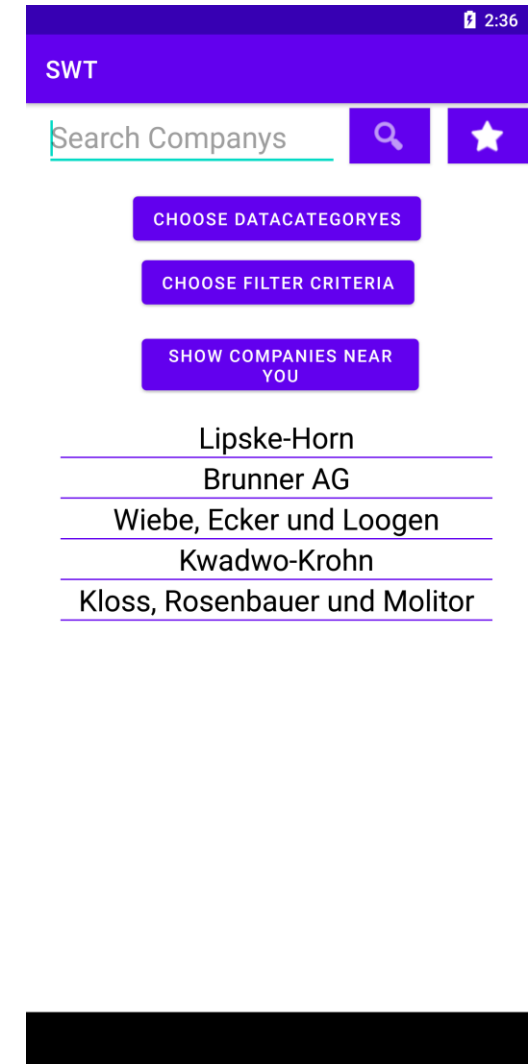 2:36
SWT
Search Companys
CHOOSE DATACATEGORYES
CHOOSE FILTER CRITERIA
SHOW COMPANIES NEAR
YOU
Lipske-Horn
Brunner AG
Wiebe, Ecker und Loogen
Kwadwo-Krohn
Kloss, Rosenbauer und Molitor